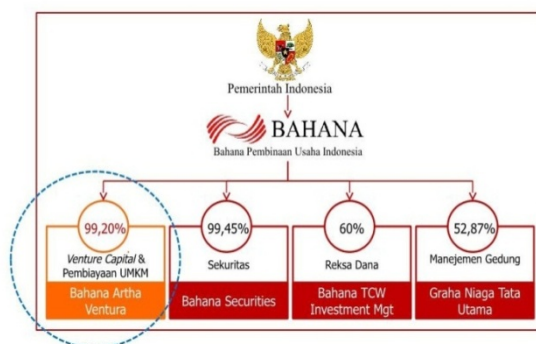 Pemerintah Indonesia
BAHANA
Bahana Pembinaan Usaha Indonesia
99,20%
Venture Capital &
Pembiayaan UMKM
Bahana Artha
Ventura
99,45%
Sekuritas
Bahana Securities
60%
Reksa Dana
Bahana TCW
Investment Mgt
52,87%
Manejemen Gedung
Graha Niaga Tata
Utama